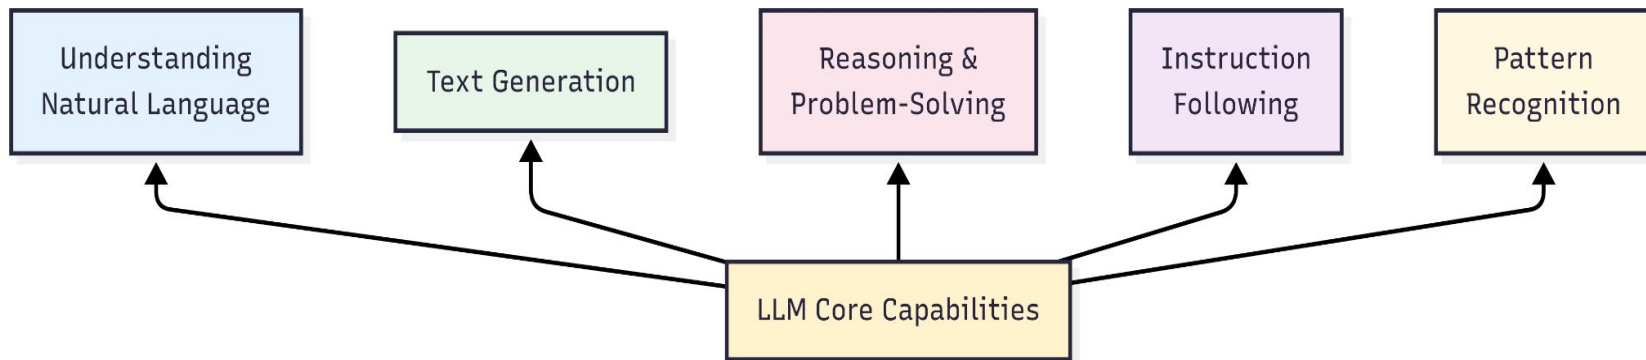 Understanding
Natural Language
Text Generation
Reasoning &
Problem-Solving
Instruction
Following
Pattern
Recognition
LLM Core Capabilities